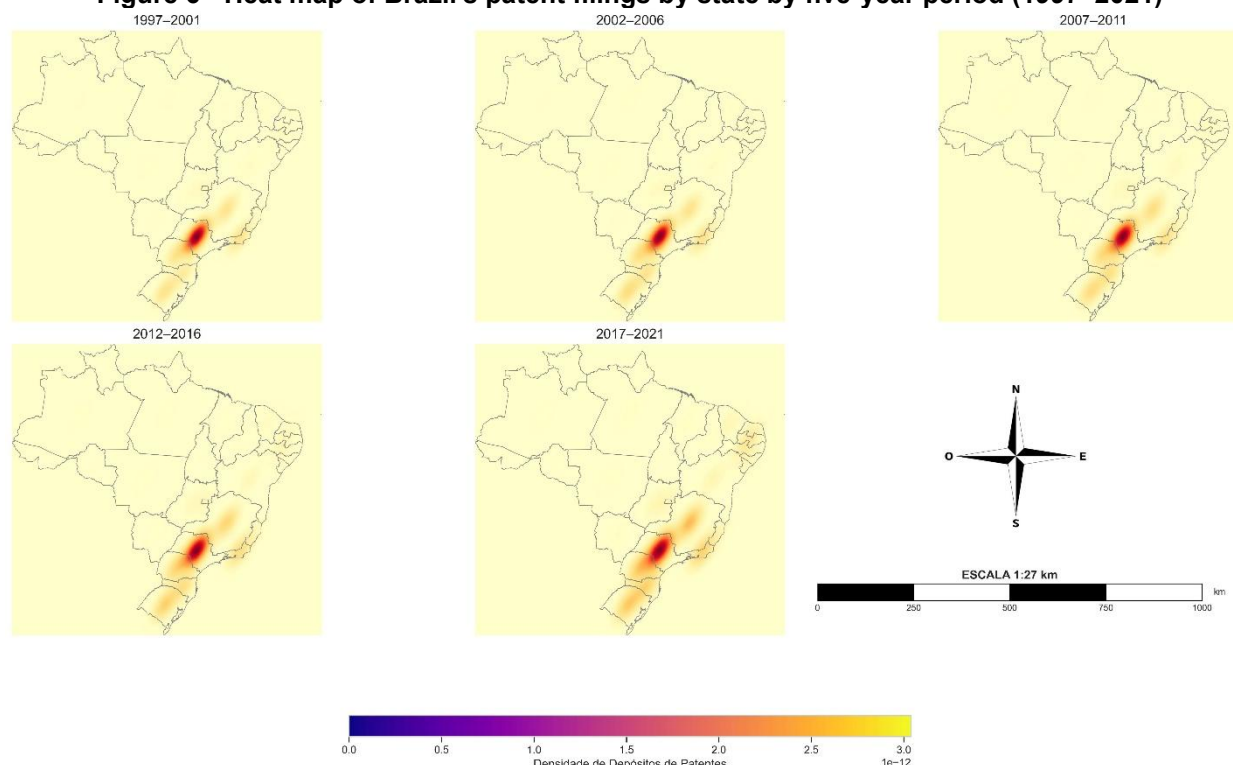 Figure Heat map of Brazil's patent filings by state by five-year period (1997–2021)
1997–2001
2002–2006
2007–2011
2012–2016
2017–2021
N
O E
S
ESCALA 1:27 km
km
0 250 500 750 1000
0.0 0.5 1.0 1.5 2.0 2.5 3.0
Densidade de Depósitos de Patentes
1e-12